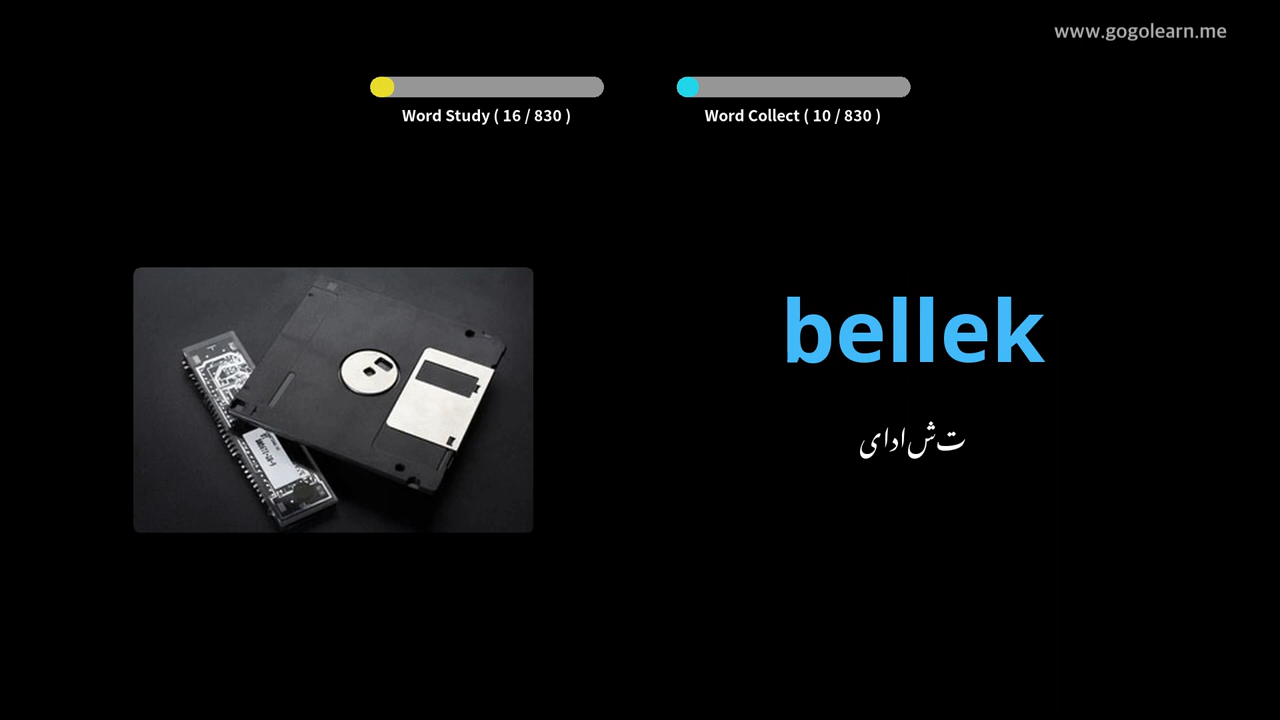 www.gogolearn.me
Word Study ( 16 / 830 )
Word Collect ( 10 / 830 )
bellek
ت‌ش‌ادای